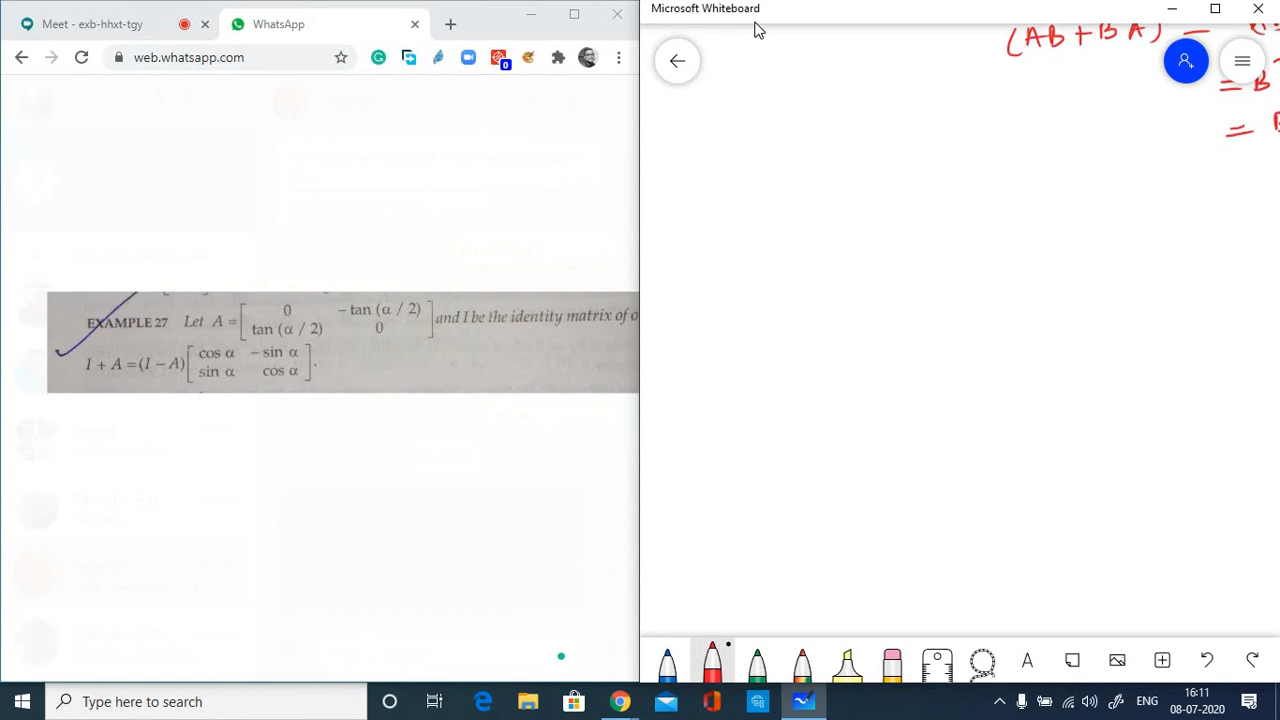 Meet - exb-hhxt-tgy
WhatsApp
web.whatsapp.com
0
EXAMPLE 27 Let A = [ 0 − tan (α / 2)
tan (α / 2) 0 ] and I be the identity matrix of o
I + A = (I − A) [ cos α − sin α
sin α cos α ] .
Microsoft Whiteboard
(AB + BA) =
= B
=
A
Type here to search
ENG
16:11
08-07-2020